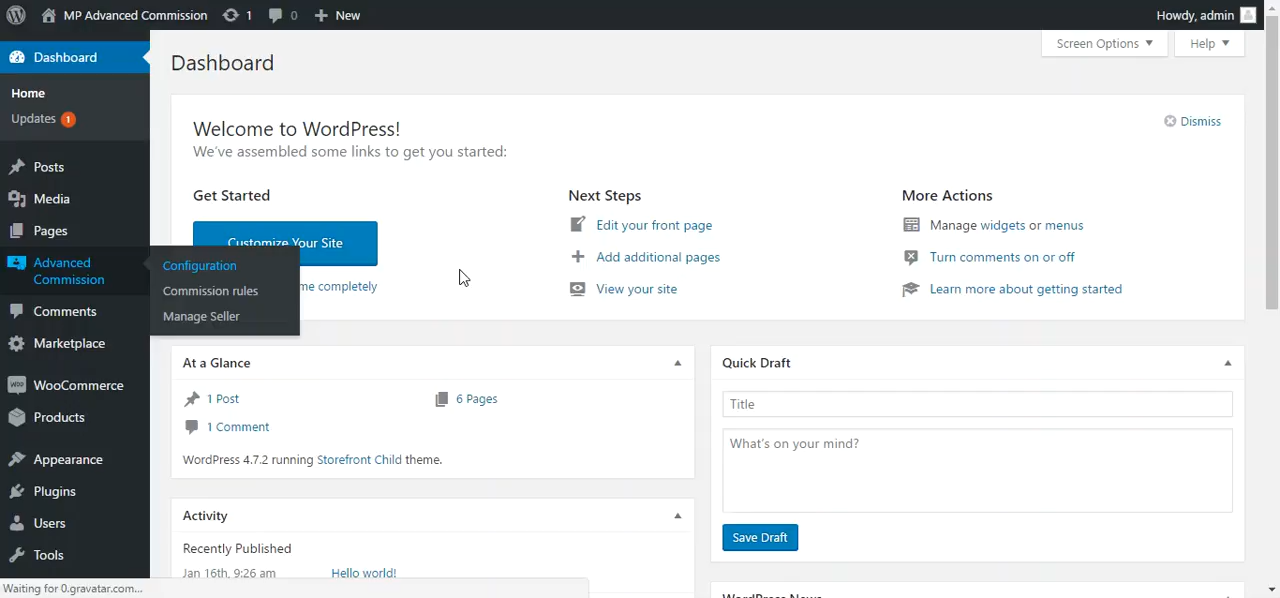 MP Advanced Commission 1 0 New Howdy, admin
Dashboard
Home
Updates 1
Posts
Media
Pages
Advanced
Commission
Configuration
Commission rules
Manage Seller
Comments
Marketplace
WooCommerce
Products
Appearance
Plugins
Users
Tools
Screen Options Help
Dashboard
Welcome to WordPress!
We've assembled some links to get you started:
Dismiss
Get Started
Customize Your Site
me completely
Next Steps
Edit your front page
Add additional pages
View your site
More Actions
Manage widgets or menus
Turn comments on or off
Learn more about getting started
At a Glance
1 Post 6 Pages
1 Comment
WordPress 4.7.2 running Storefront Child theme.
Activity
Recently Published
Jan 16th, 9:26 am Hello world!
Quick Draft
Title
What's on your mind?
Save Draft
WordPress News
Waiting for 0.gravatar.com...